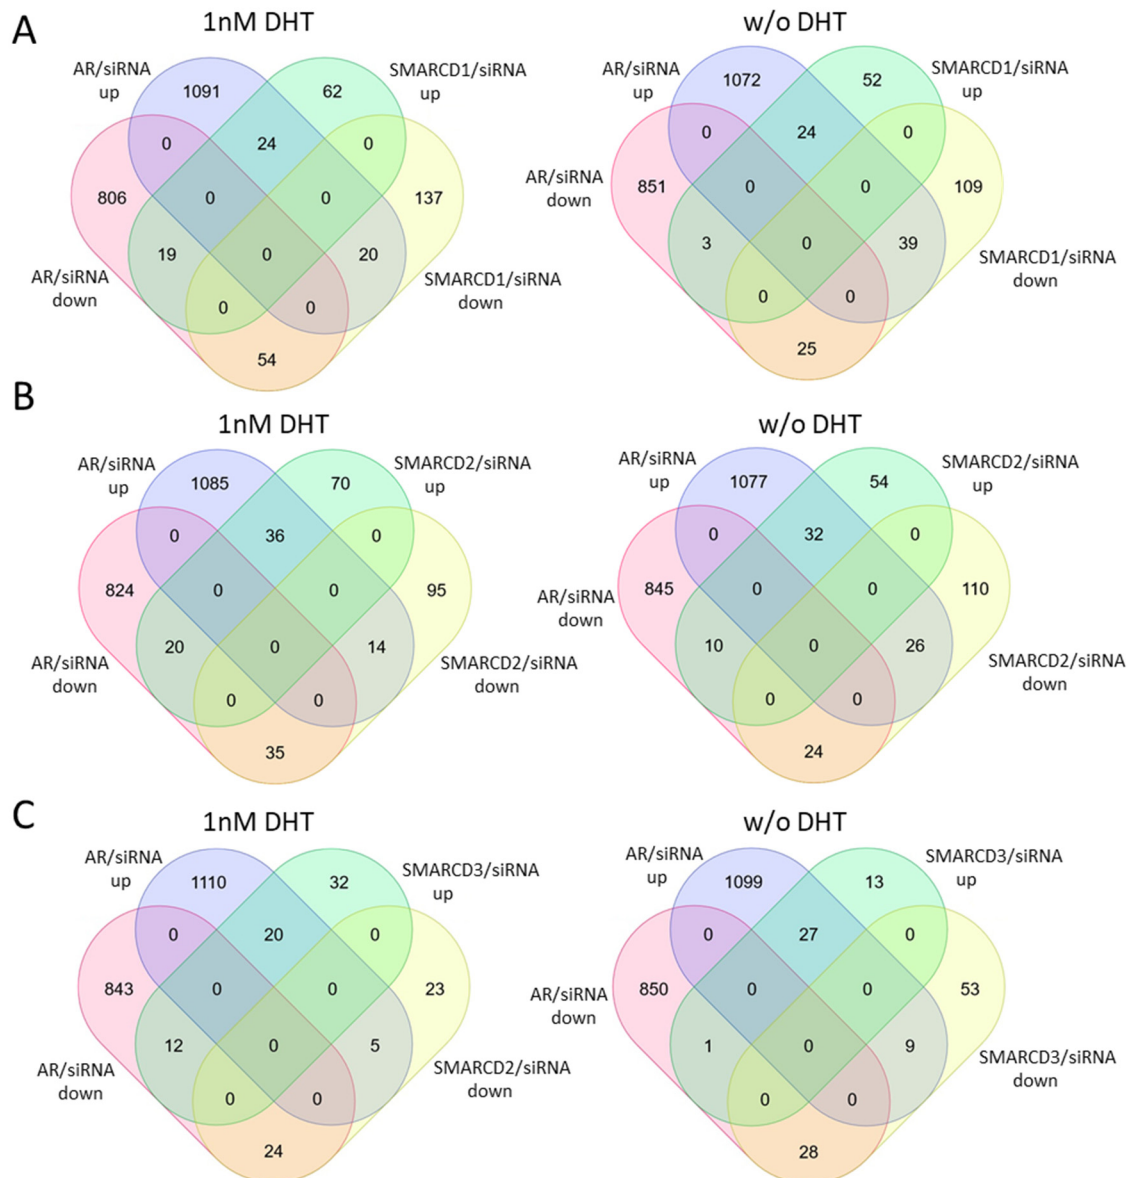 A
1nM DHT
w/o DHT
AR/siRNA
up
SMARCD1/siRNA
up
1091
62
0
24
0
806
0
0
137
19
0
20
AR/siRNA
down
SMARCD1/siRNA
down
0
0
54
AR/siRNA
up
SMARCD1/siRNA
up
1072
52
0
24
0
AR/siRNA
down
851
0
0
109
3
0
39
SMARCD1/siRNA
down
0
0
25
B
1nM DHT
w/o DHT
AR/siRNA
up
SMARCD2/siRNA
up
1085
70
0
36
0
824
0
0
95
20
0
14
AR/siRNA
down
SMARCD2/siRNA
down
0
0
35
AR/siRNA
up
SMARCD2/siRNA
up
1077
54
0
32
0
AR/siRNA
down
845
0
0
110
10
0
26
SMARCD2/siRNA
down
0
0
24
C
1nM DHT
w/o DHT
AR/siRNA
up
SMARCD3/siRNA
up
1110
32
0
20
0
843
0
0
23
12
0
5
AR/siRNA
down
SMARCD2/siRNA
down
0
0
24
AR/siRNA
up
SMARCD3/siRNA
up
1099
13
0
27
0
AR/siRNA
down
850
0
0
53
1
0
9
SMARCD3/siRNA
down
0
0
28